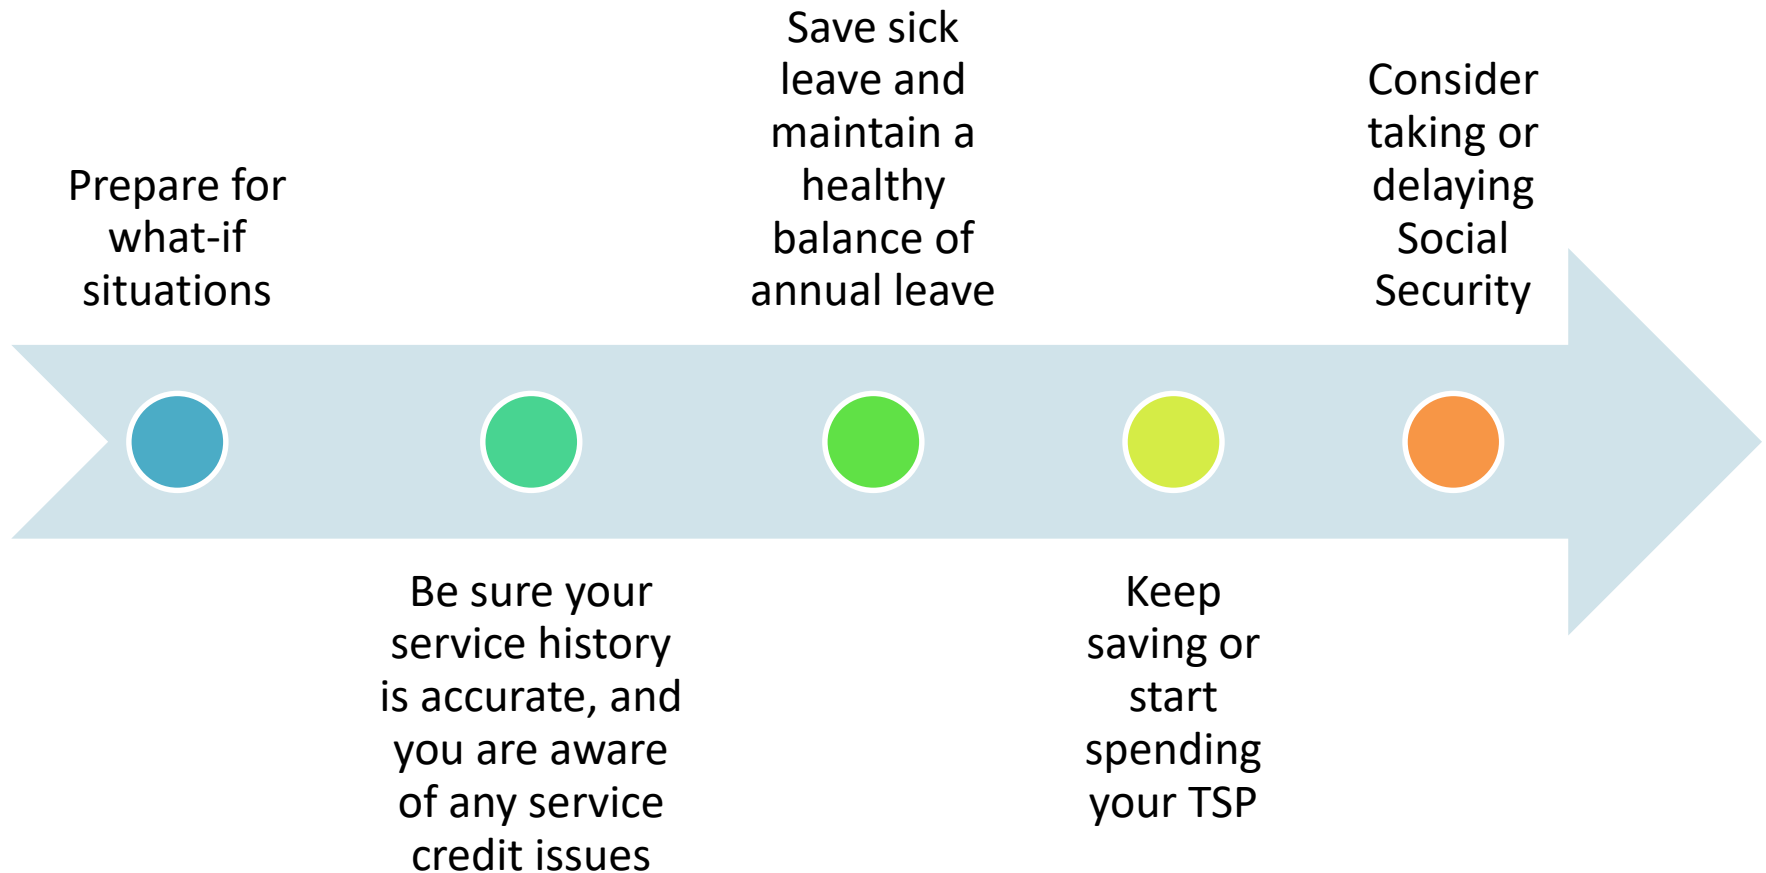 Prepare for
what-if
situations
Be sure your
service history
is accurate, and
you are aware
of any service
credit issues
Save sick
leave and
maintain a
healthy
balance of
annual leave
Keep
saving or
start
spending
your TSP
Consider
taking or
delaying
Social
Security